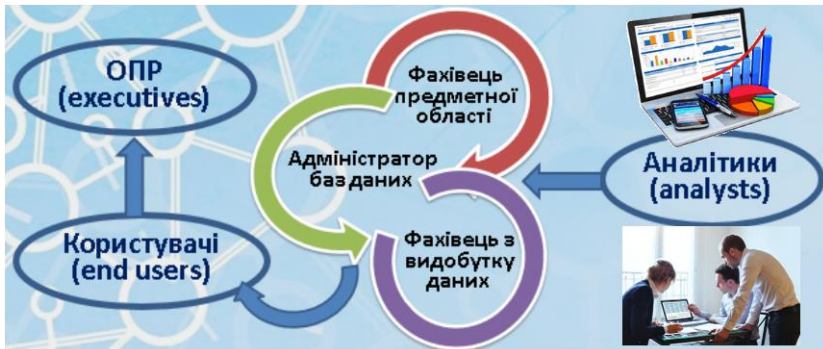 ОПР
(executives)
Фахівець
предметної
області
Адміністратор
баз даних
Аналітики
(analysts)
Користувачі
(end users)
Фахівець з
видобутку
даних